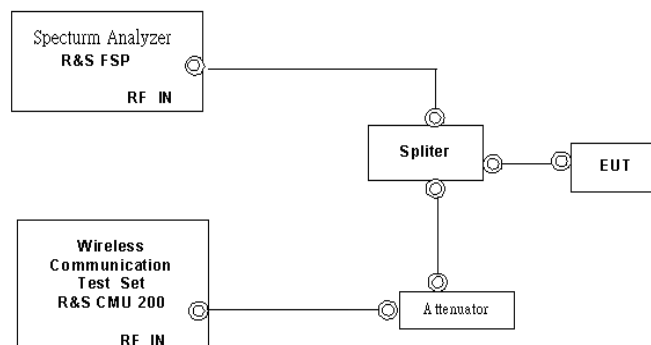 Specturm Analyzer
R&S FSP
RF IN
Spliter
EUT
Wireless
Communication
Test Set
R&S CMU 200
RF IN
Attenuator